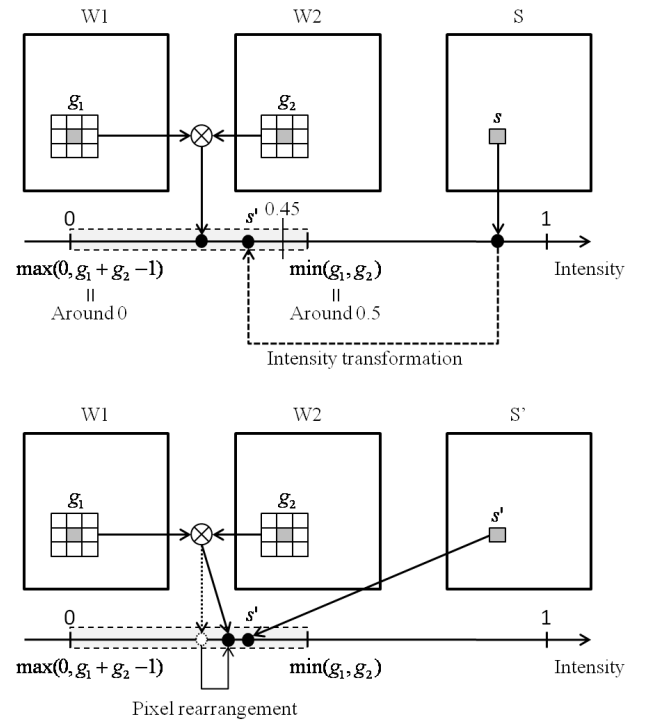 W1 W2 S
g₁ g₂ s
0 s' 0.45 1
max(0, g₁ + g₂ −1) min(g₁, g₂) Intensity
= =
Around 0 Around 0.5
Intensity transformation
W1 W2 S’
g₁ g₂ s'
0 s' 1
max(0, g₁ + g₂ −1) min(g₁, g₂) Intensity
Pixel rearrangement